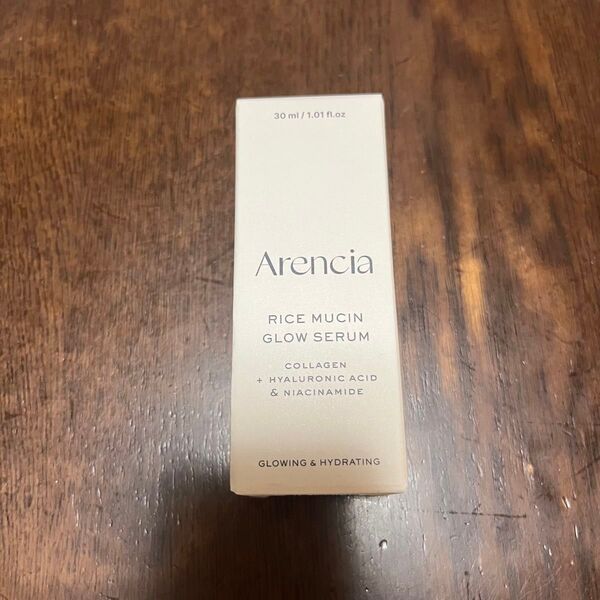 30 ml / 1.01 fl.oz
Arencia
RICE MUCIN
GLOW SERUM
COLLAGEN
+ HYALURONIC ACID
& NIACINAMIDE
GLOWING & HYDRATING